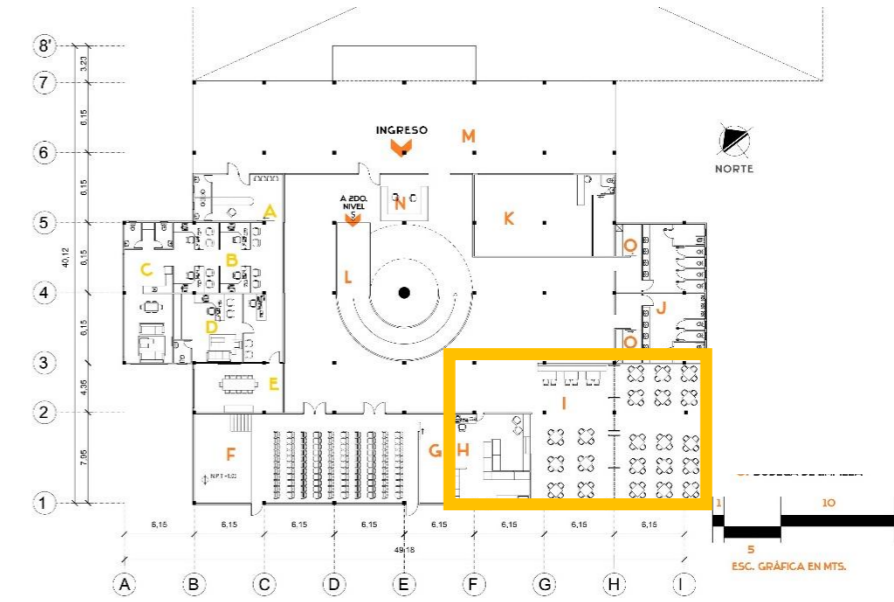 8'
3.23
7
6,15
INGRESO
M
6
NORTE
6,15
A 2DO.
NIVEL
S
N
A
5
K
O
40,12
6,15
B
C
L
4
D
J
6,15
O
3
E
4,35
I
2
F
G
H
7,95
1
6,15
6,15
6,15
6,15
6,15
6,15
6,15
6,15
49,18
A
B
C
D
E
F
G
H
I
1
10
5
ESC. GRÁFICA EN MTS.